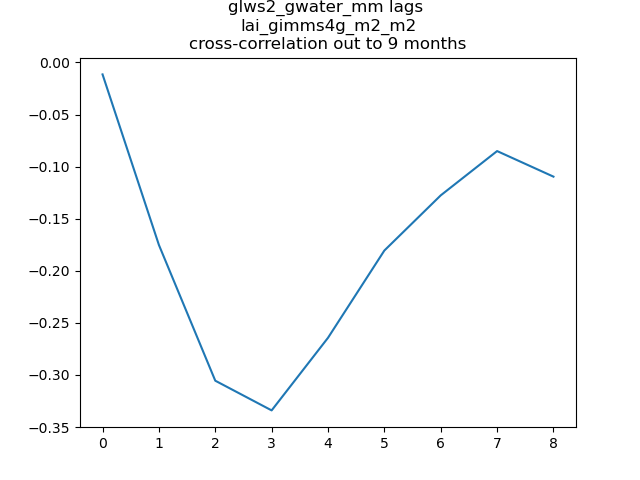 glws2_gwater_mm lags
lai_gimms4g_m2_m2
cross-correlation out to 9 months
0.00
−0.05
−0.10
−0.15
−0.20
−0.25
−0.30
−0.35
0 1 2 3 4 5 6 7 8